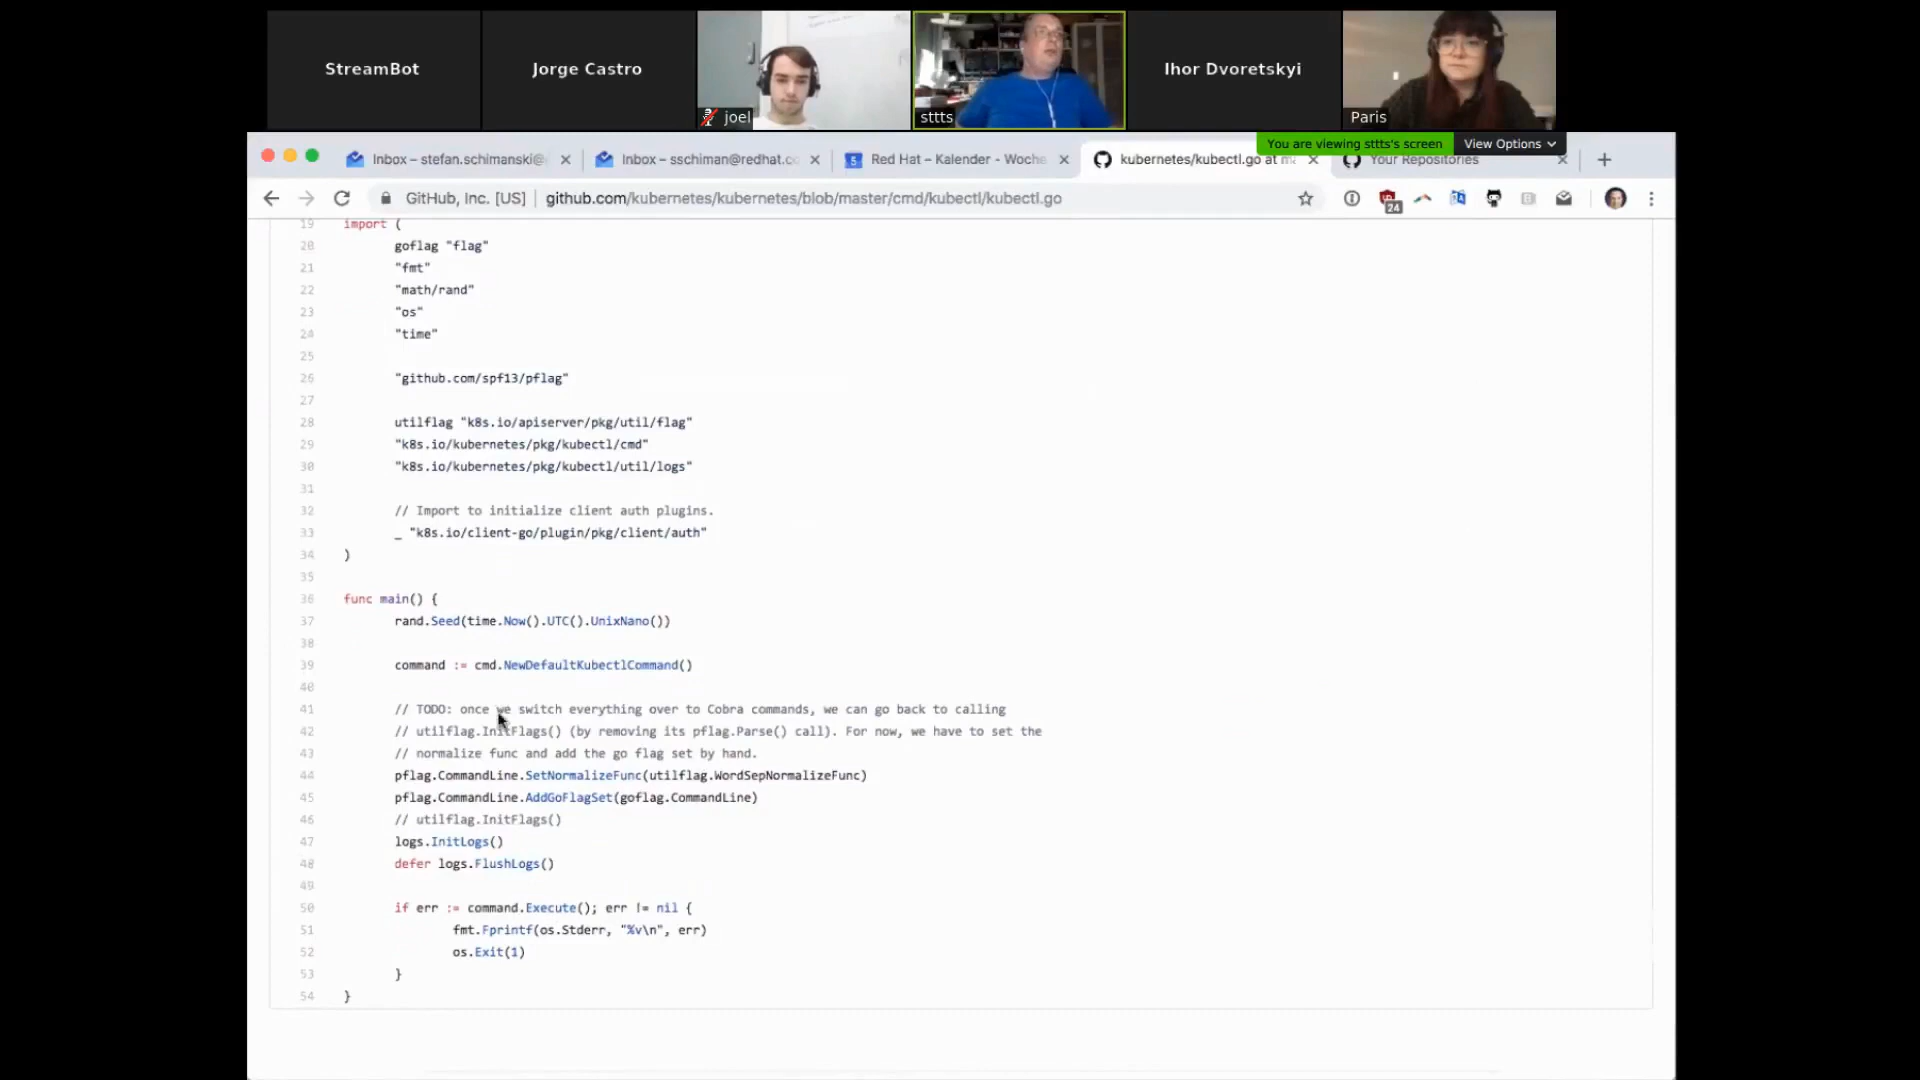 StreamBot
Jorge Castro
joel
sttts
Ihor Dvoretskyi
Paris
You are viewing sttts's screen
View Options
Inbox – stefan.schimanski@
Inbox – sschiman@redhat.co
5
Red Hat – Kalender - Woche
kubernetes/kubectl.go at ma
Your Repositories
GitHub, Inc. [US]
github.com/kubernetes/kubernetes/blob/master/cmd/kubectl/kubectl.go
24
19 import (
20 goflag "flag"
21 "fmt"
22 "math/rand"
23 "os"
24 "time"
25
26 "github.com/spf13/pflag"
27
28 utilflag "k8s.io/apiserver/pkg/util/flag"
29 "k8s.io/kubernetes/pkg/kubectl/cmd"
30 "k8s.io/kubernetes/pkg/kubectl/util/logs"
31
32 // Import to initialize client auth plugins.
33 _ "k8s.io/client-go/plugin/pkg/client/auth"
34 )
35
36 func main() {
37 rand.Seed(time.Now().UTC().UnixNano())
38
39 command := cmd.NewDefaultKubectlCommand()
40
41 // TODO: once we switch everything over to Cobra commands, we can go back to calling
42 // utilflag.InitFlags() (by removing its pflag.Parse() call). For now, we have to set the
43 // normalize func and add the go flag set by hand.
44 pflag.CommandLine.SetNormalizeFunc(utilflag.WordSepNormalizeFunc)
45 pflag.CommandLine.AddGoFlagSet(goflag.CommandLine)
46 // utilflag.InitFlags()
47 logs.InitLogs()
48 defer logs.FlushLogs()
49
50 if err := command.Execute(); err != nil {
51 fmt.Fprintf(os.Stderr, "%v\n", err)
52 os.Exit(1)
53 }
54 }